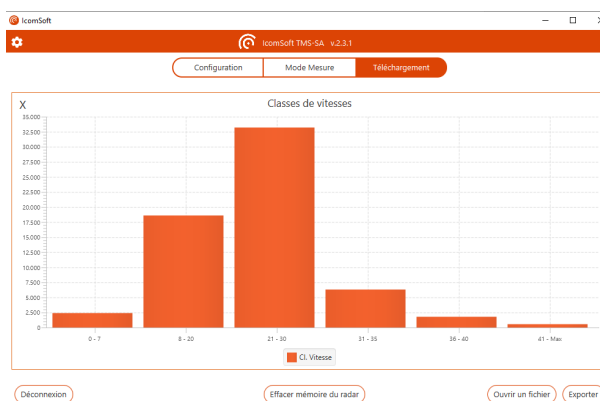 IcomSoft
IcomSoft TMS-SA v.2.3.1
Configuration Mode Mesure Téléchargement
X Classes de vitesses
35.000
32.500
30.000
27.500
25.000
22.500
20.000
17.500
15.000
12.500
10.000
7.500
5.000
2.500
0
0 - 7 8 - 20 21 - 30 31 - 35 36 - 40 41 - Max
Cl. Vitesse
Déconnexion Effacer mémoire du radar Ouvrir un fichier Exporter